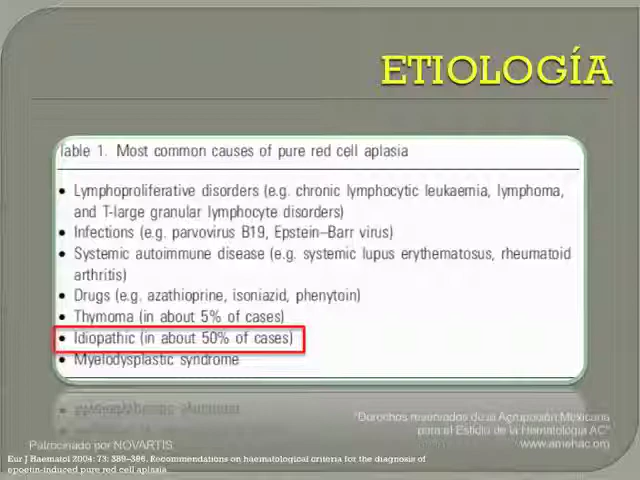 ETIOLOGÍA
Table 1. Most common causes of pure red cell aplasia
• Lymphoproliferative disorders (e.g. chronic lymphocytic leukaemia, lymphoma,
and T-large granular lymphocyte disorders)
• Infections (e.g. parvovirus B19, Epstein–Barr virus)
• Systemic autoimmune disease (e.g. systemic lupus erythematosus, rheumatoid
arthritis)
• Drugs (e.g. azathioprine, isoniazid, phenytoin)
• Thymoma (in about 5% of cases)
• Idiopathic (in about 50% of cases)
• Myelodysplastic syndrome
"Derechos reservados de la Agrupación Mexicana
para el Estudio de la Hematología AC"
www.amehac.org
Patrocinado por NOVARTIS
Eur J Haematol 2004: 73: 389–396. Recommendations on haematological criteria for the diagnosis of
epoetin-induced pure red cell aplasia